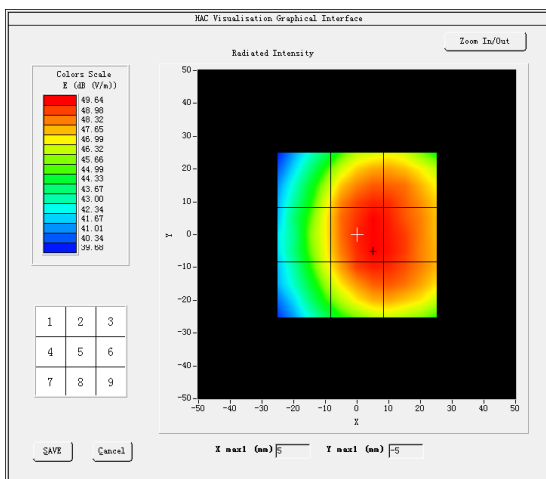 HAC Visualisation Graphical Interface
Zoom In/Out
Radiated Intensity
Colors Scale
E (dB (V/m))
49.64
48.98
48.32
47.65
46.99
46.32
45.66
44.99
44.33
43.67
43.00
42.34
41.67
41.01
40.34
39.68
50
40
30
20
10
0
-10
-20
-30
-40
-50
Y
-50 -40 -30 -20 -10 0 10 20 30 40 50
X
1 2 3
4 5 6
7 8 9
SAVE Cancel X max1 (mm) 5 Y max1 (mm) -5